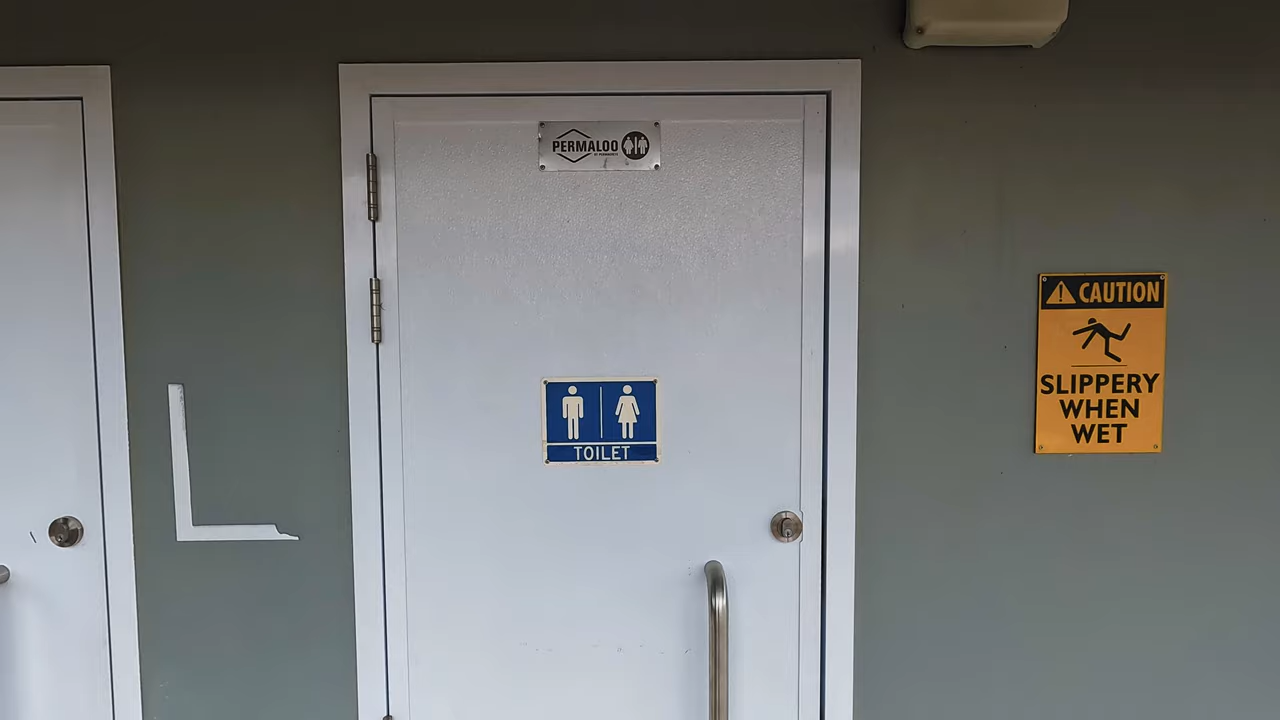 PERMALOO
TOILET
CAUTION
SLIPPERY
WHEN
WET